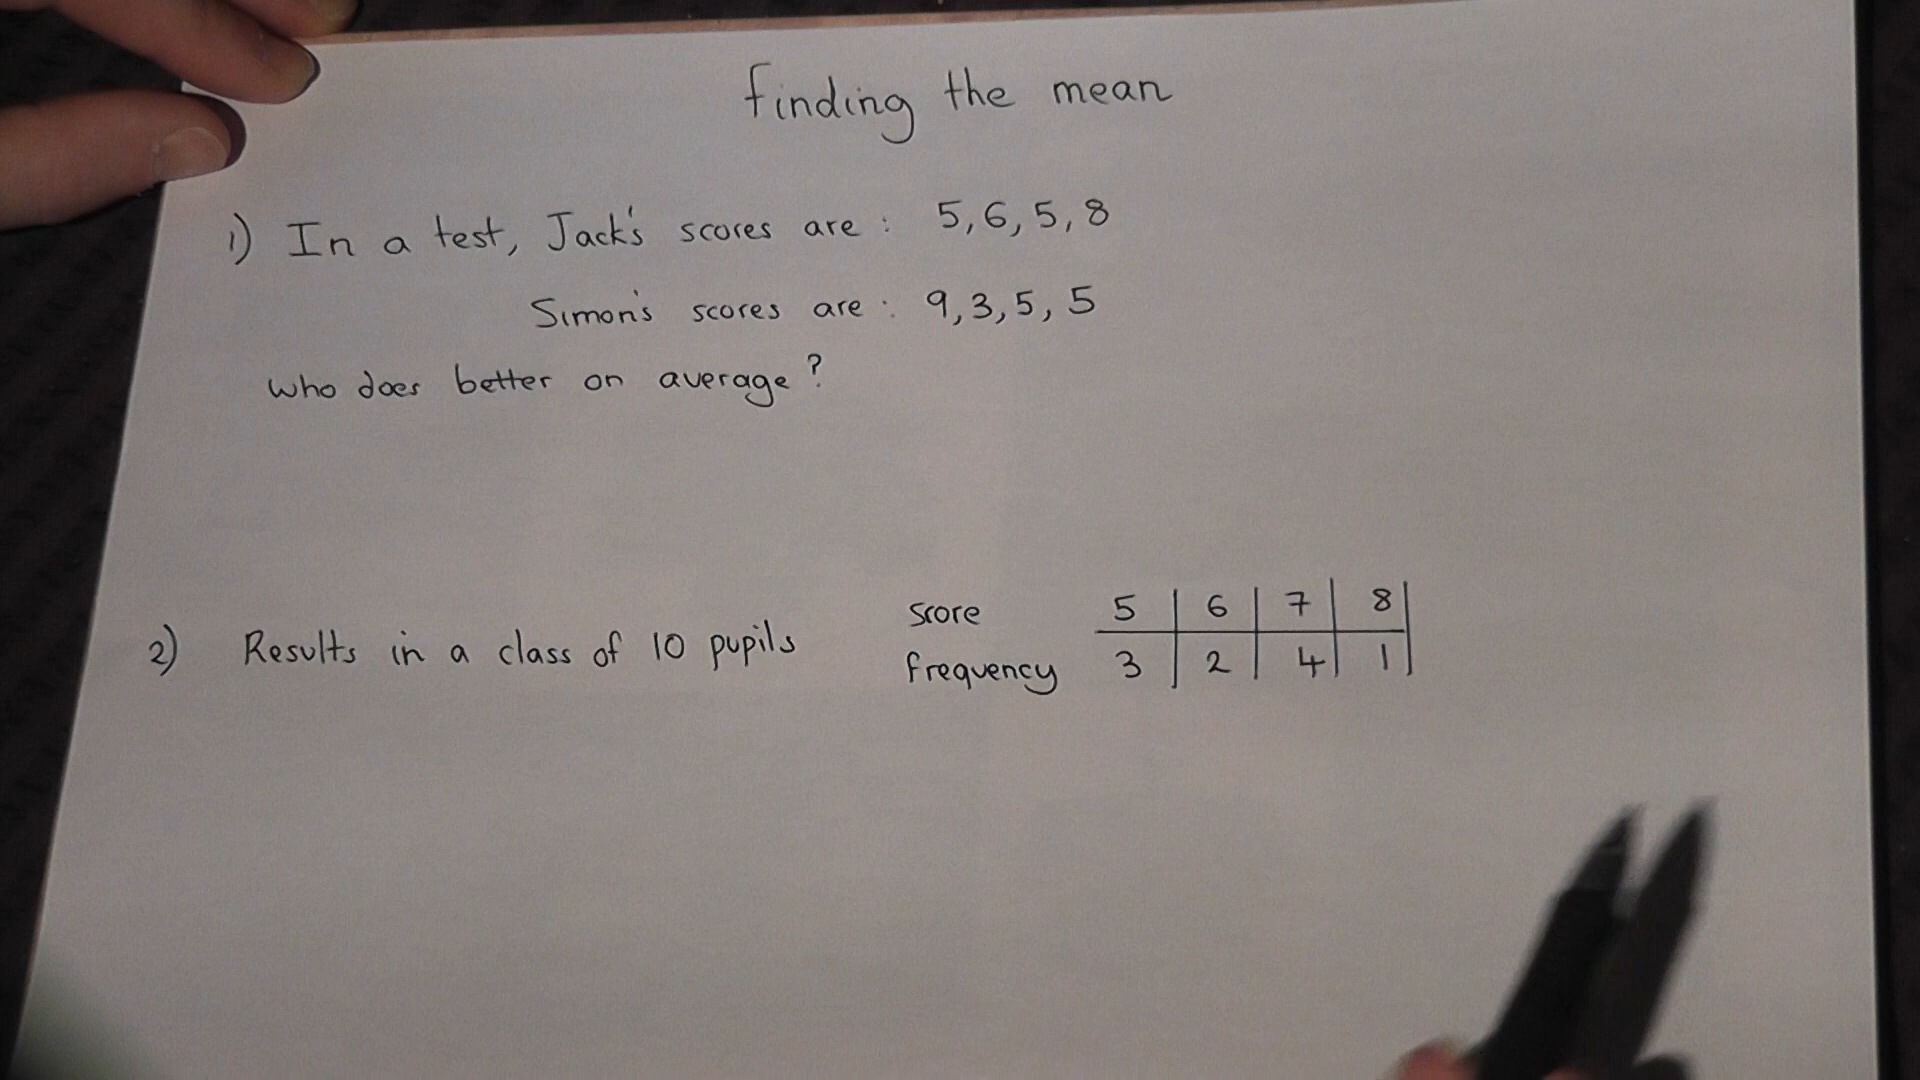 finding the mean
1) In a test, Jack's scores are : 5, 6, 5, 8
Simon's scores are : 9, 3, 5, 5
who does better on average ?
2) Results in a class of 10 pupils
Score 5 6 7 8
frequency 3 2 4 1